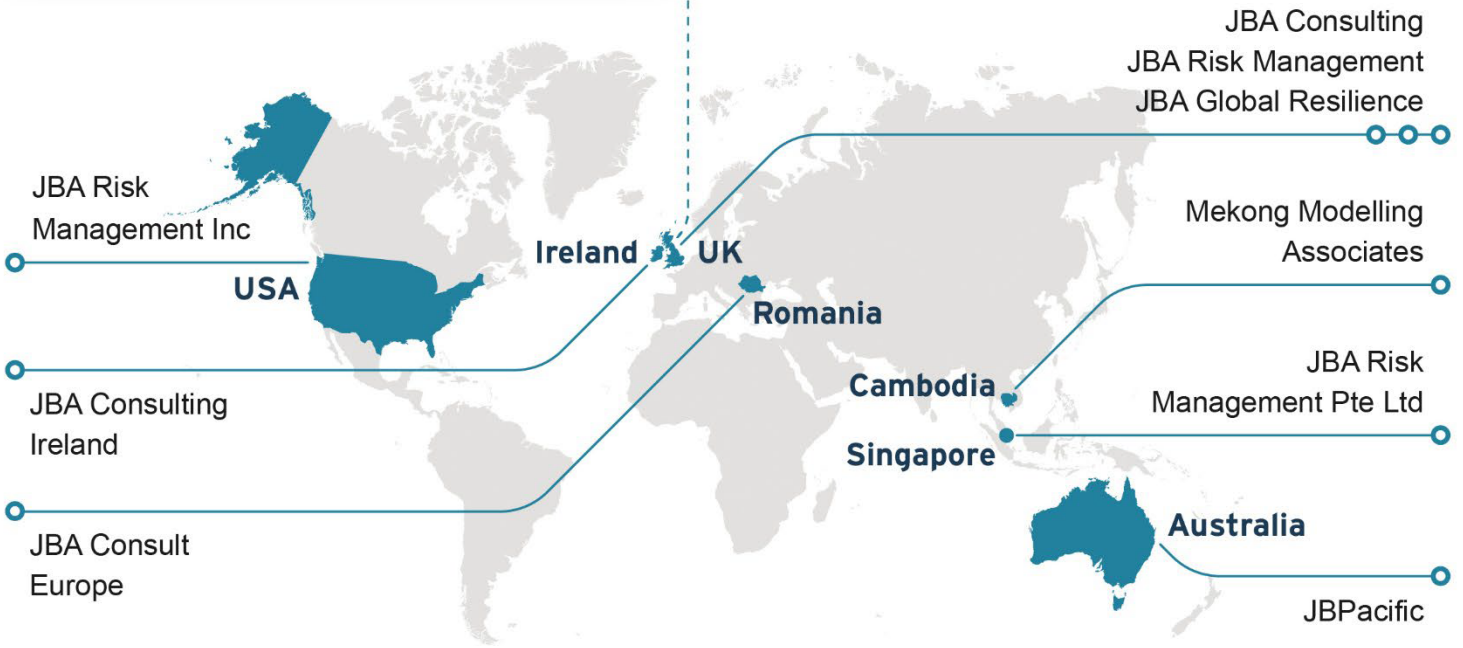 JBA Consulting
JBA Risk Management
JBA Global Resilience
JBA Risk
Management Inc
USA
Ireland
UK
Romania
Mekong Modelling
Associates
Cambodia
JBA Risk
Management Pte Ltd
Singapore
JBA Consulting
Ireland
JBA Consult
Europe
Australia
JBPacific